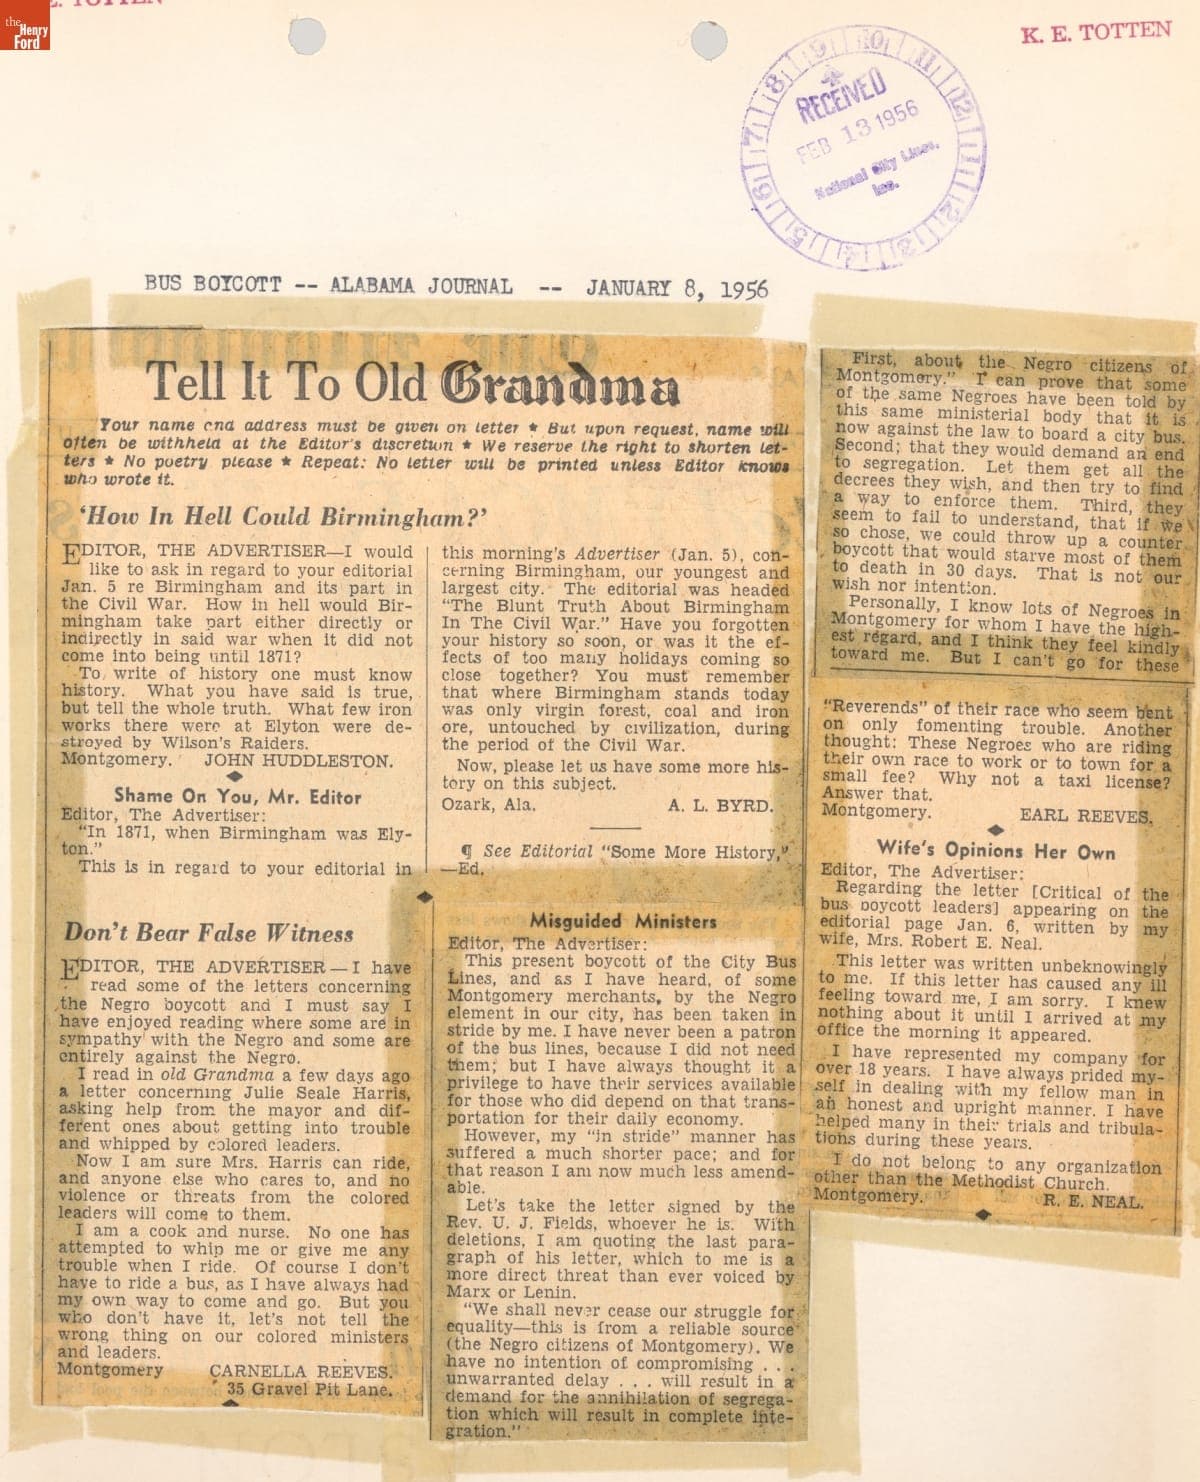 the
Henry
Ford
K. E. TOTTEN
9 10 11 12 1 2 3 4 5 6 7 8
RECEIVED
FEB 13 1956
National City Lines,
Inc.
BUS BOYCOTT -- ALABAMA JOURNAL -- JANUARY 8, 1956
Tell It To Old Grandma
Your name and address must be given on letter ★ But upon request, name will
often be withheld at the Editor's discretion ★ We reserve the right to shorten let-
ters ★ No poetry please ★ Repeat: No letter will be printed unless Editor knows
who wrote it.
'How In Hell Could Birmingham?'
EDITOR, THE ADVERTISER—I would
like to ask in regard to your editorial
Jan. 5 re Birmingham and its part in
the Civil War. How in hell would Bir-
mingham take part either directly or
indirectly in said war when it did not
come into being until 1871?
To write of history one must know
history. What you have said is true,
but tell the whole truth. What few iron
works there were at Elyton were de-
stroyed by Wilson's Raiders.
Montgomery. JOHN HUDDLESTON.
Shame On You, Mr. Editor
Editor, The Advertiser:
"In 1871, when Birmingham was Ely-
ton."
This is in regard to your editorial in
this morning's Advertiser (Jan. 5), con-
cerning Birmingham, our youngest and
largest city. The editorial was headed
"The Blunt Truth About Birmingham
In The Civil War." Have you forgotten
your history so soon, or was it the ef-
fects of too many holidays coming so
close together? You must remember
that where Birmingham stands today
was only virgin forest, coal and iron
ore, untouched by civilization, during
the period of the Civil War.
Now, please let us have some more his-
tory on this subject.
Ozark, Ala. A. L. BYRD.
¶ See Editorial "Some More History,"
—Ed.
Don't Bear False Witness
EDITOR, THE ADVERTISER—I have
read some of the letters concerning
the Negro boycott and I must say I
have enjoyed reading where some are in
sympathy with the Negro and some are
entirely against the Negro.
I read in old Grandma a few days ago
a letter concerning Julie Seale Harris,
asking help from the mayor and dif-
ferent ones about getting into trouble
and whipped by colored leaders.
Now I am sure Mrs. Harris can ride,
and anyone else who cares to, and no
violence or threats from the colored
leaders will come to them.
I am a cook and nurse. No one has
attempted to whip me or give me any
trouble when I ride. Of course I don't
have to ride a bus, as I have always had
my own way to come and go. But you
who don't have it, let's not tell the
wrong thing on our colored ministers
and leaders.
Montgomery CARNELLA REEVES.
35 Gravel Pit Lane.
Misguided Ministers
Editor, The Advertiser:
This present boycott of the City Bus
Lines, and as I have heard, of some
Montgomery merchants, by the Negro
element in our city, has been taken in
stride by me. I have never been a patron
of the bus lines, because I did not need
them; but I have always thought it a
privilege to have their services available
for those who did depend on that trans-
portation for their daily economy.
However, my "in stride" manner has
suffered a much shorter pace; and for
that reason I am now much less amend-
able.
Let's take the letter signed by the
Rev. U. J. Fields, whoever he is. With
deletions, I am quoting the last para-
graph of his letter, which to me is a
more direct threat than ever voiced by
Marx or Lenin.
"We shall never cease our struggle for
equality—this is from a reliable source
(the Negro citizens of Montgomery). We
have no intention of compromising . . .
unwarranted delay . . . will result in a
demand for the annihilation of segrega-
tion which will result in complete inte-
gration."
First, about the Negro citizens of
Montgomery." I can prove that some
of the same Negroes have been told by
this same ministerial body that it is
now against the law to board a city bus.
Second; that they would demand an end
to segregation. Let them get all the
decrees they wish, and then try to find
a way to enforce them. Third, they
seem to fail to understand, that if we
so chose, we could throw up a counter
boycott that would starve most of them
to death in 30 days. That is not our
wish nor intention.
Personally, I know lots of Negroes in
Montgomery for whom I have the high-
est regard, and I think they feel kindly
toward me. But I can't go for these
"Reverends" of their race who seem bent
on only fomenting trouble. Another
thought: These Negroes who are riding
their own race to work or to town for a
small fee? Why not a taxi license?
Answer that.
Montgomery. EARL REEVES.
Wife's Opinions Her Own
Editor, The Advertiser:
Regarding the letter [Critical of the
bus boycott leaders] appearing on the
editorial page Jan. 6, written by my
wife, Mrs. Robert E. Neal.
This letter was written unbeknowingly
to me. If this letter has caused any ill
feeling toward me, I am sorry. I knew
nothing about it until I arrived at my
office the morning it appeared.
I have represented my company for
over 18 years. I have always prided my-
self in dealing with my fellow man in
an honest and upright manner. I have
helped many in their trials and tribula-
tions during these years.
I do not belong to any organization
other than the Methodist Church.
Montgomery. R. E. NEAL.